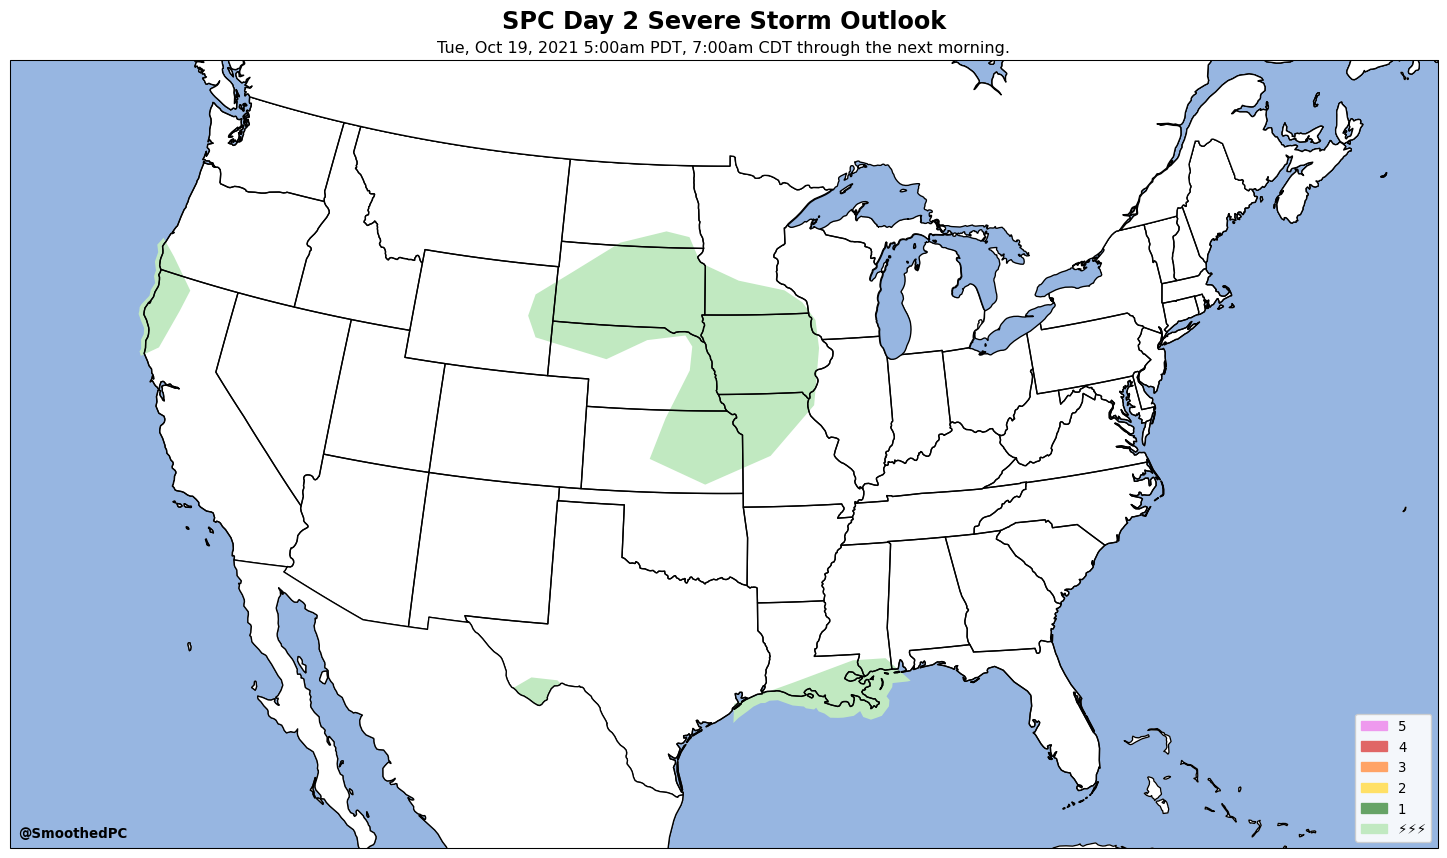 SPC Day 2 Severe Storm Outlook
Tue, Oct 19, 2021 5:00am PDT, 7:00am CDT through the next morning.
5
4
3
2
1
⚡⚡⚡
@SmoothedPC